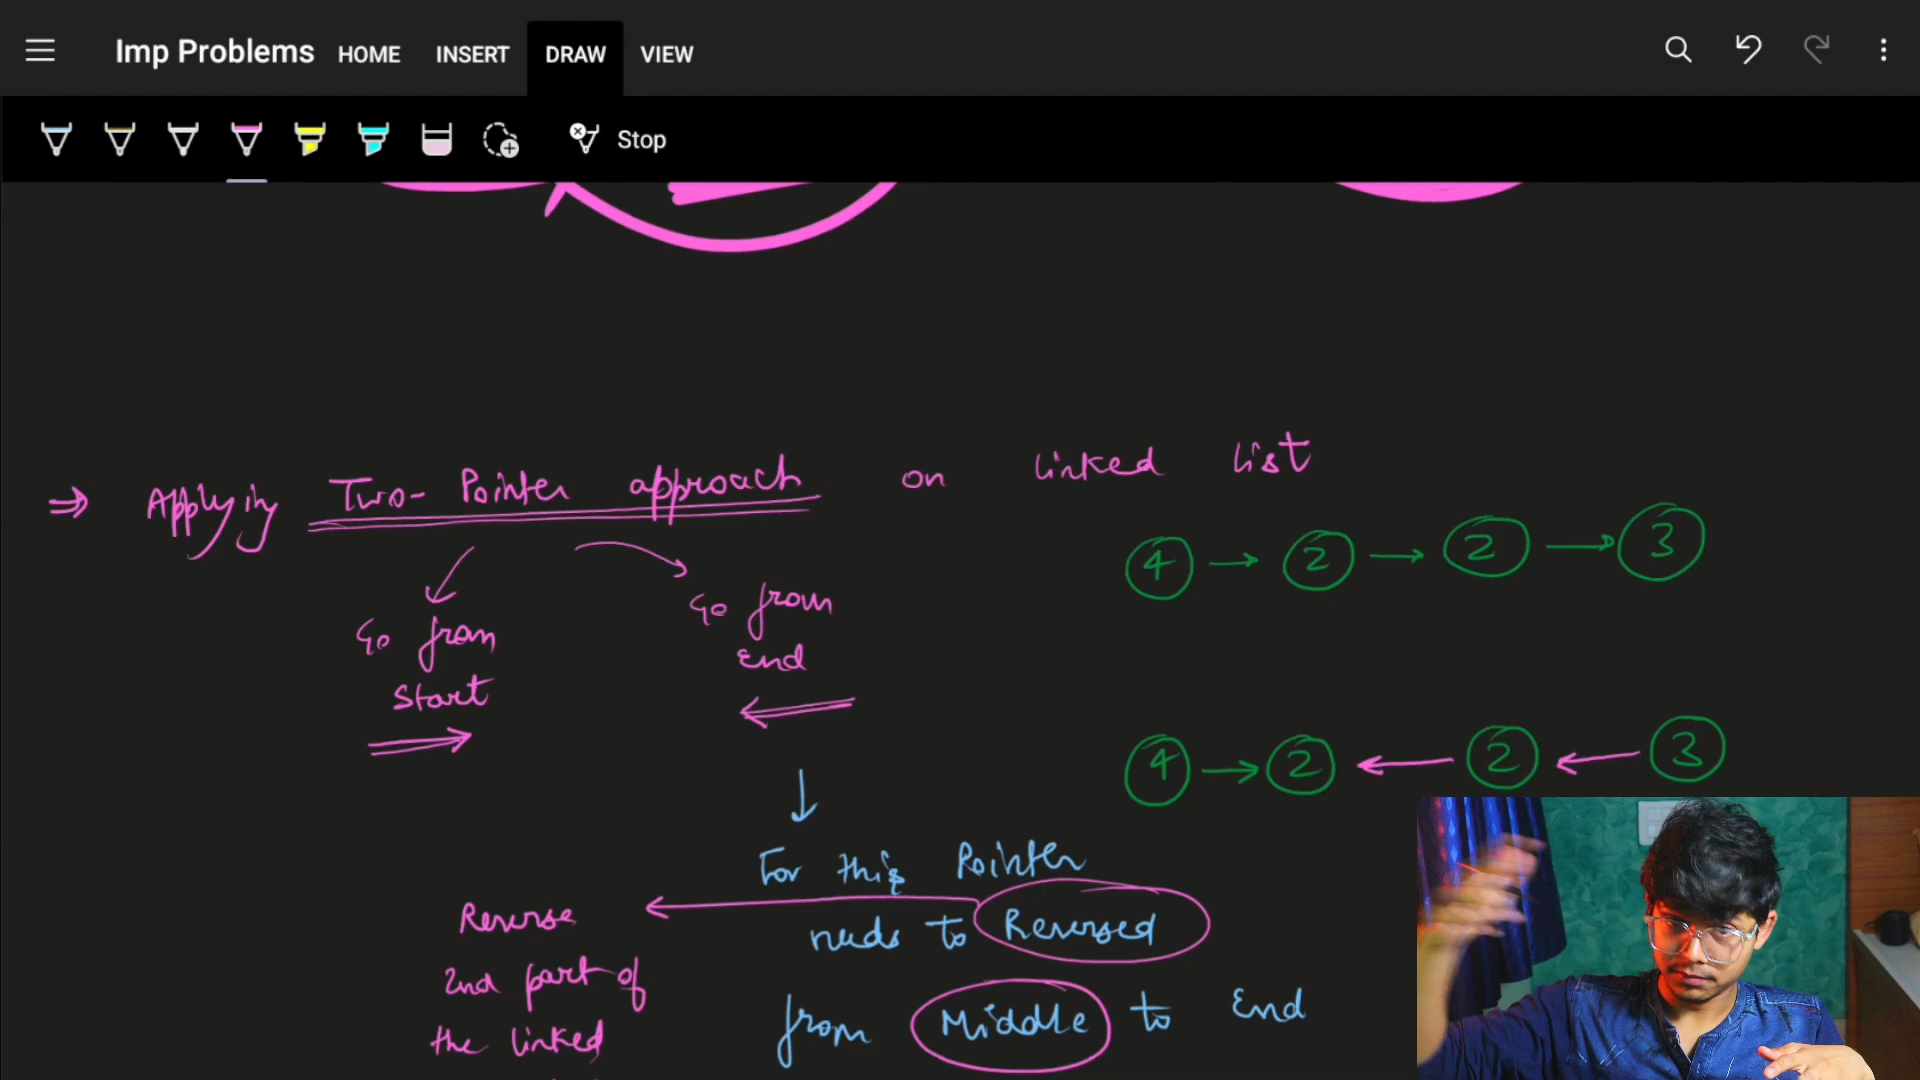 Imp Problems HOME INSERT DRAW VIEW
Stop
⇒ Applying Two-Pointer approach on linked list
4 → 2 → 2 → 3
Go from
Start
Go from
End
4 → 2 ← 2 ← 3
For this Pointer
needs to Reversed
from Middle to End
Reverse
2nd part of
the linked